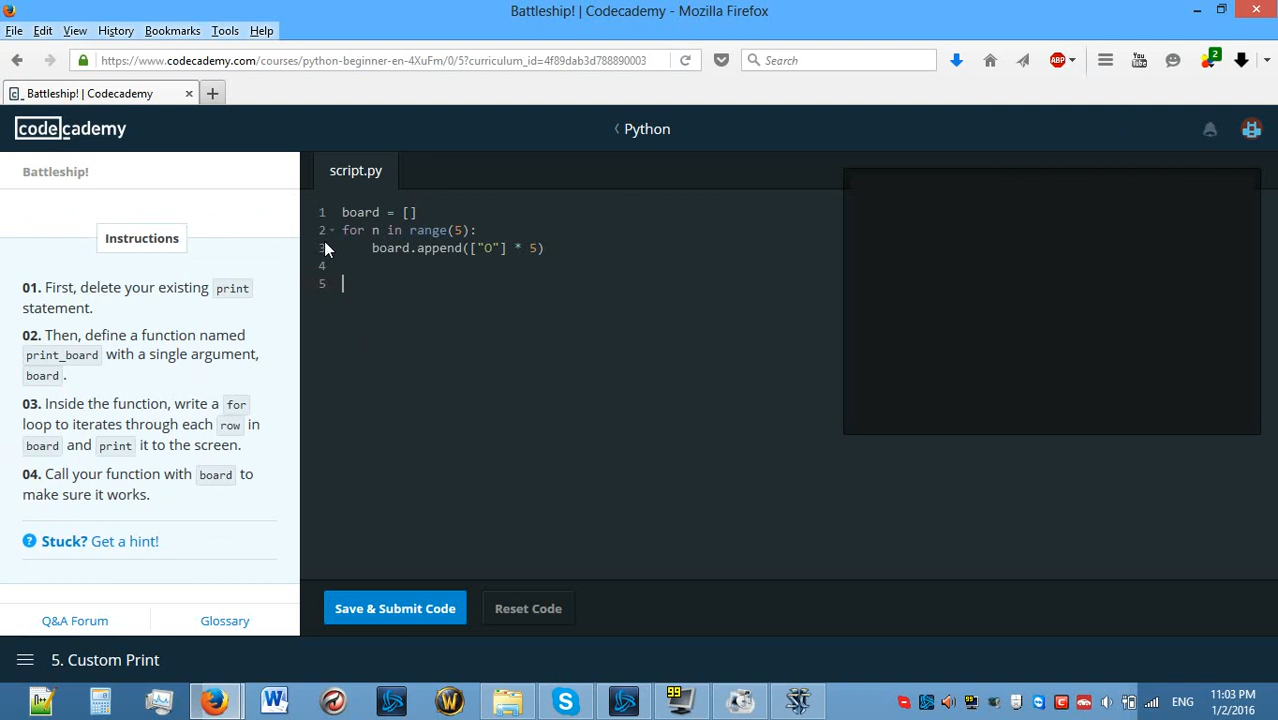 Battleship! | Codecademy - Mozilla Firefox
File Edit View History Bookmarks Tools Help
https://www.codecademy.com/courses/python-beginner-en-4XuFm/0/5?curriculum_id=4f89dab3d788890003
Search
ABP
You Tube
2
Battleship! | Codecademy
codecademy
Python
Battleship!
script.py
Instructions
01. First, delete your existing print
statement.
02. Then, define a function named
print_board with a single argument,
board .
03. Inside the function, write a for
loop to iterates through each row in
board and print it to the screen.
04. Call your function with board to
make sure it works.
Stuck? Get a hint!
Q&A Forum
Glossary
1 board = []
2 for n in range(5):
3 board.append(["O"] * 5)
4
5
Save & Submit Code
Reset Code
5. Custom Print
99
ENG
11:03 PM
1/2/2016